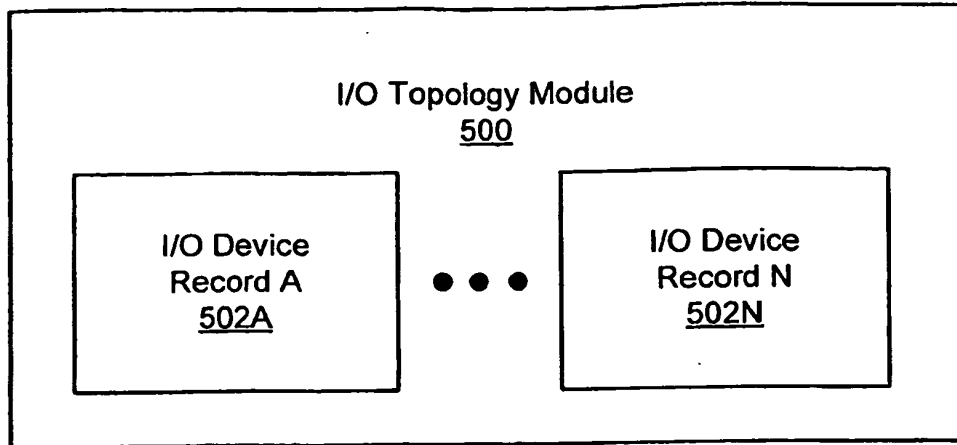 I/O Topology Module
500
I/O Device
Record A
502A
I/O Device
Record N
502N